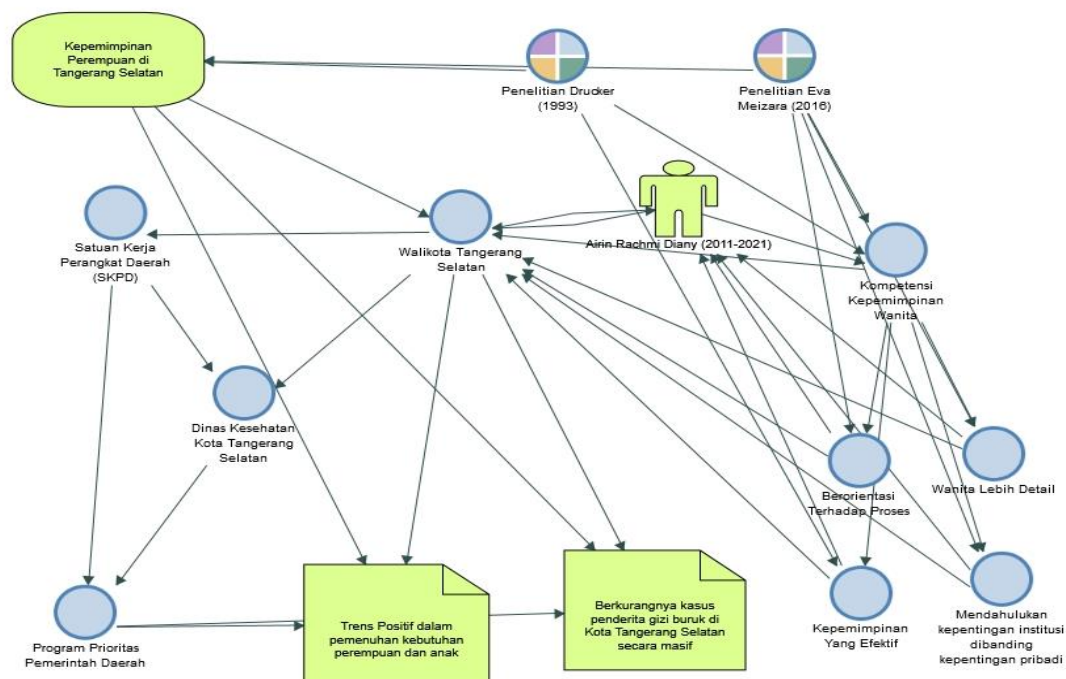 Kepemimpinan
Perempuan di
Tangerang Selatan
Penelitian Drucker
(1993)
Penelitian Eva
Meizara (2016)
Satuan Kerja
Perangkat Daerah
(SKPD)
Walikota Tangerang
Selatan
Airin Rachmi Diany (2011-2021)
Kompetensi
Kepemimpinan
Wanita
Dinas Kesehatan
Kota Tangerang
Selatan
Berorientasi
Terhadap Proses
Wanita Lebih Detail
Program Prioritas
Pemerintah Daerah
Trens Positif dalam
pemenuhan kebutuhan
perempuan dan anak
Berkurangnya kasus
penderita gizi buruk di
Kota Tangerang Selatan
secara masif
Kepemimpinan
Yang Efektif
Mendahulukan
kepentingan institusi
dibanding
kepentingan pribadi